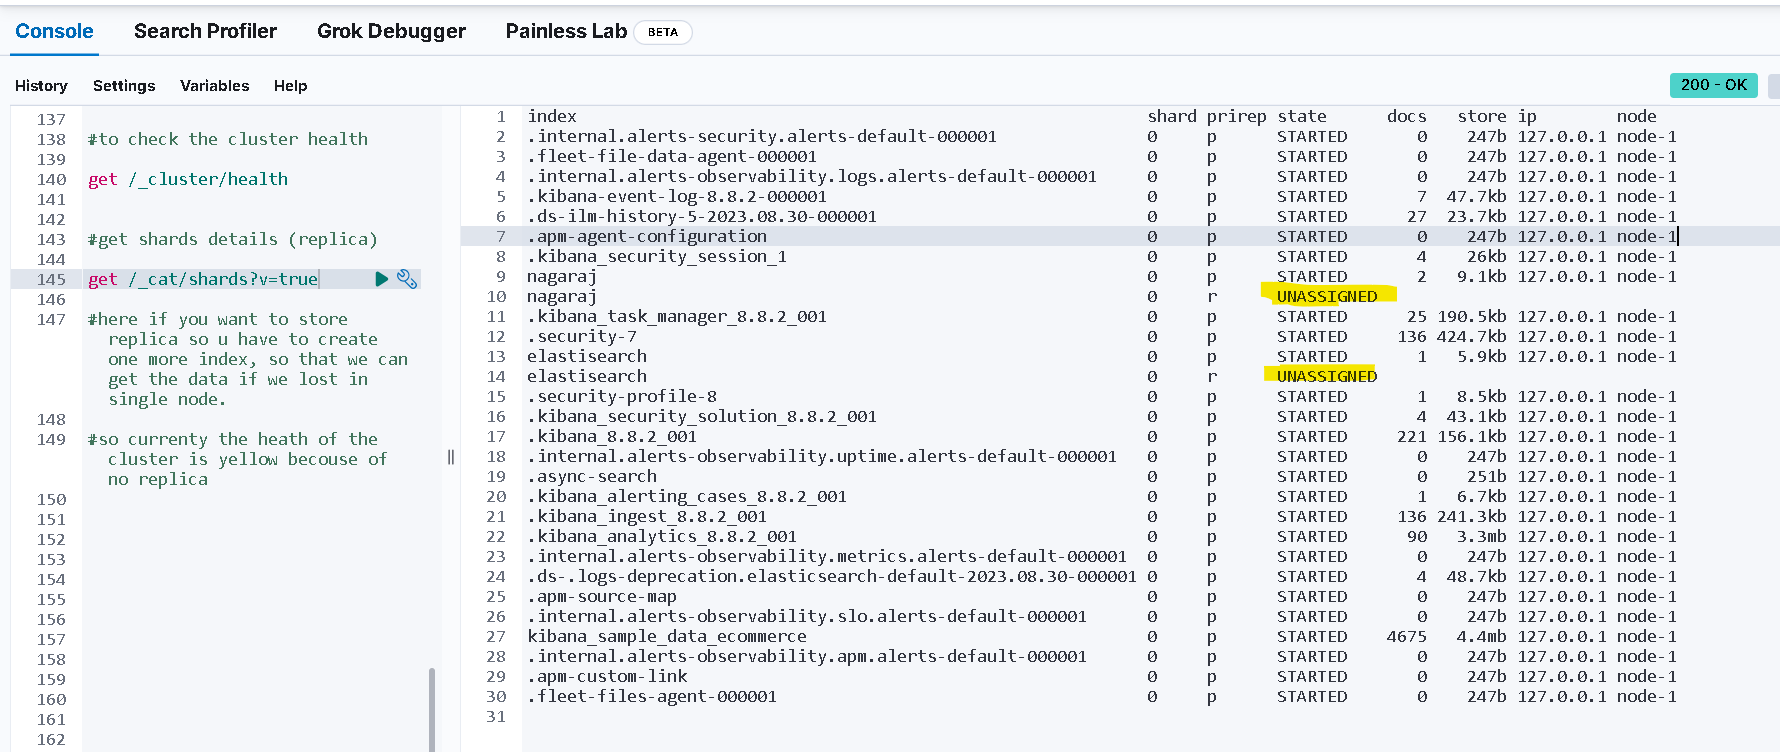 Console Search Profiler Grok Debugger Painless Lab BETA
History Settings Variables Help 200 - OK
137
138 #to check the cluster health
139
140 get /_cluster/health
141
142
143 #get shards details (replica)
144
145 get /_cat/shards?v=true
146
147 #here if you want to store
replica so u have to create
one more index, so that we can
get the data if we lost in
single node.
148
149 #so currenty the heath of the
cluster is yellow becouse of
no replica
150
151
152
153
154
155
156
157
158
159
160
161
162
1 index shard prirep state docs store ip node
2 .internal.alerts-security.alerts-default-000001 0 p STARTED 0 247b 127.0.0.1 node-1
3 .fleet-file-data-agent-000001 0 p STARTED 0 247b 127.0.0.1 node-1
4 .internal.alerts-observability.logs.alerts-default-000001 0 p STARTED 0 247b 127.0.0.1 node-1
5 .kibana-event-log-8.8.2-000001 0 p STARTED 7 47.7kb 127.0.0.1 node-1
6 .ds-ilm-history-5-2023.08.30-000001 0 p STARTED 27 23.7kb 127.0.0.1 node-1
7 .apm-agent-configuration 0 p STARTED 0 247b 127.0.0.1 node-1
8 .kibana_security_session_1 0 p STARTED 4 26kb 127.0.0.1 node-1
9 nagaraj 0 p STARTED 2 9.1kb 127.0.0.1 node-1
10 nagaraj 0 r UNASSIGNED
11 .kibana_task_manager_8.8.2_001 0 p STARTED 25 190.5kb 127.0.0.1 node-1
12 .security-7 0 p STARTED 136 424.7kb 127.0.0.1 node-1
13 elastisearch 0 p STARTED 1 5.9kb 127.0.0.1 node-1
14 elastisearch 0 r UNASSIGNED
15 .security-profile-8 0 p STARTED 1 8.5kb 127.0.0.1 node-1
16 .kibana_security_solution_8.8.2_001 0 p STARTED 4 43.1kb 127.0.0.1 node-1
17 .kibana_8.8.2_001 0 p STARTED 221 156.1kb 127.0.0.1 node-1
18 .internal.alerts-observability.uptime.alerts-default-000001 0 p STARTED 0 247b 127.0.0.1 node-1
19 .async-search 0 p STARTED 0 251b 127.0.0.1 node-1
20 .kibana_alerting_cases_8.8.2_001 0 p STARTED 1 6.7kb 127.0.0.1 node-1
21 .kibana_ingest_8.8.2_001 0 p STARTED 136 241.3kb 127.0.0.1 node-1
22 .kibana_analytics_8.8.2_001 0 p STARTED 90 3.3mb 127.0.0.1 node-1
23 .internal.alerts-observability.metrics.alerts-default-000001 0 p STARTED 0 247b 127.0.0.1 node-1
24 .ds-.logs-deprecation.elasticsearch-default-2023.08.30-000001 0 p STARTED 4 48.7kb 127.0.0.1 node-1
25 .apm-source-map 0 p STARTED 0 247b 127.0.0.1 node-1
26 .internal.alerts-observability.slo.alerts-default-000001 0 p STARTED 0 247b 127.0.0.1 node-1
27 kibana_sample_data_ecommerce 0 p STARTED 4675 4.4mb 127.0.0.1 node-1
28 .internal.alerts-observability.apm.alerts-default-000001 0 p STARTED 0 247b 127.0.0.1 node-1
29 .apm-custom-link 0 p STARTED 0 247b 127.0.0.1 node-1
30 .fleet-files-agent-000001 0 p STARTED 0 247b 127.0.0.1 node-1
31